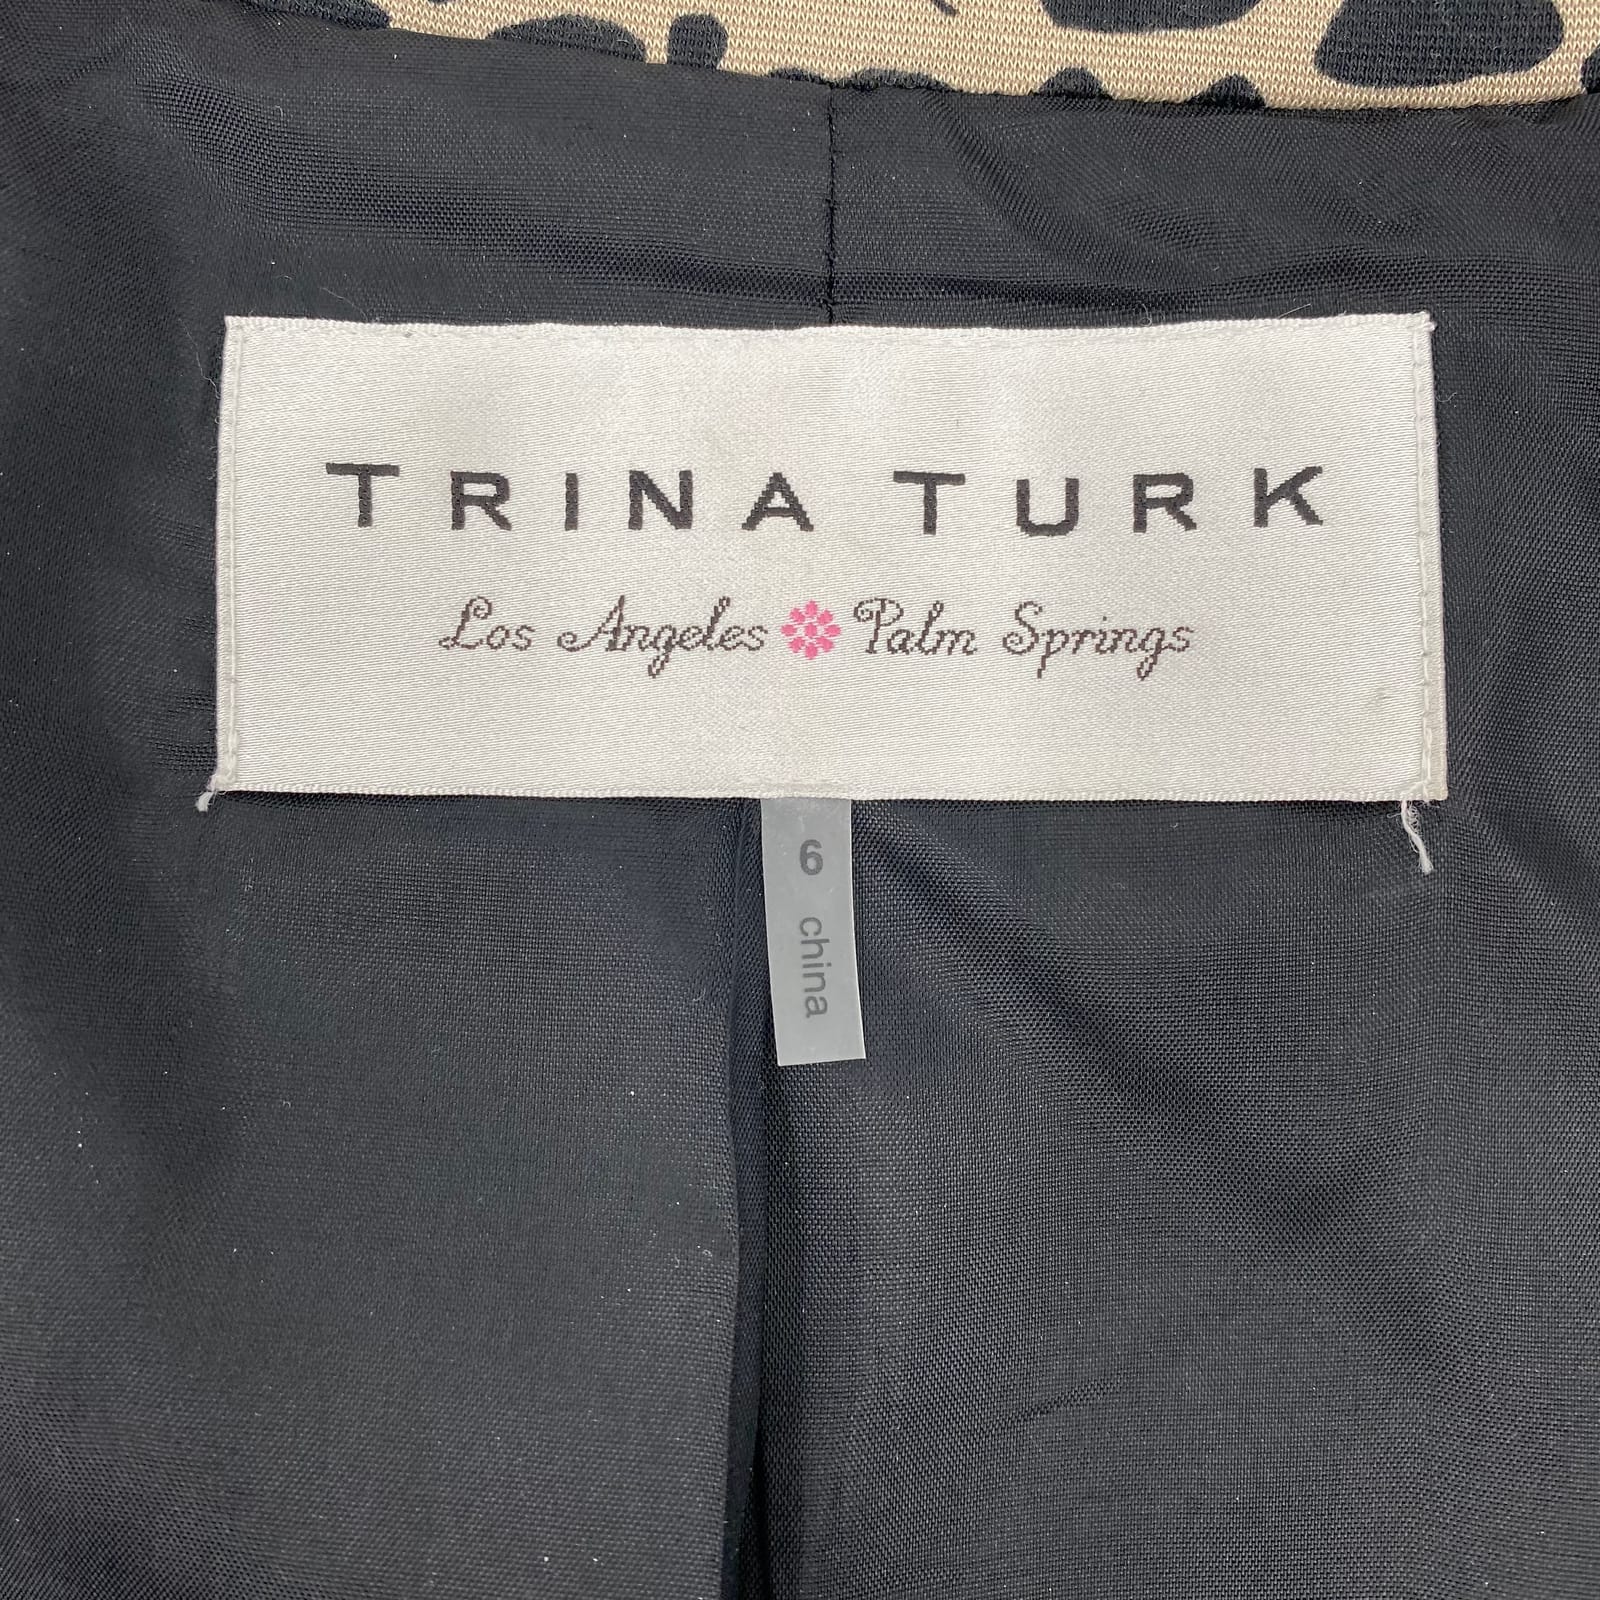 TRINA TURK
Los Angeles Palm Springs
6 china